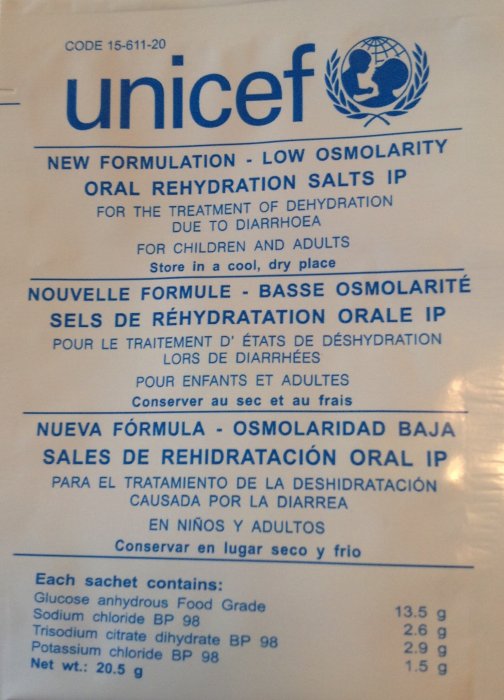 CODE 15-611-20
unicef
NEW FORMULATION - LOW OSMOLARITY
ORAL REHYDRATION SALTS IP
FOR THE TREATMENT OF DEHYDRATION
DUE TO DIARRHOEA
FOR CHILDREN AND ADULTS
Store in a cool, dry place
NOUVELLE FORMULE - BASSE OSMOLARITÉ
SELS DE RÉHYDRATATION ORALE IP
POUR LE TRAITEMENT D' ÉTATS DE DÉSHYDRATION
LORS DE DIARRHÉES
POUR ENFANTS ET ADULTES
Conserver au sec et au frais
NUEVA FÓRMULA - OSMOLARIDAD BAJA
SALES DE REHIDRATACIÓN ORAL IP
PARA EL TRATAMIENTO DE LA DESHIDRATACIÓN
CAUSADA POR LA DIARREA
EN NIÑOS Y ADULTOS
Conservar en lugar seco y frio
Each sachet contains:
Glucose anhydrous Food Grade 13.5 g
Sodium chloride BP 98 2.6 g
Trisodium citrate dihydrate BP 98 2.9 g
Potassium chloride BP 98 1.5 g
Net wt.: 20.5 g